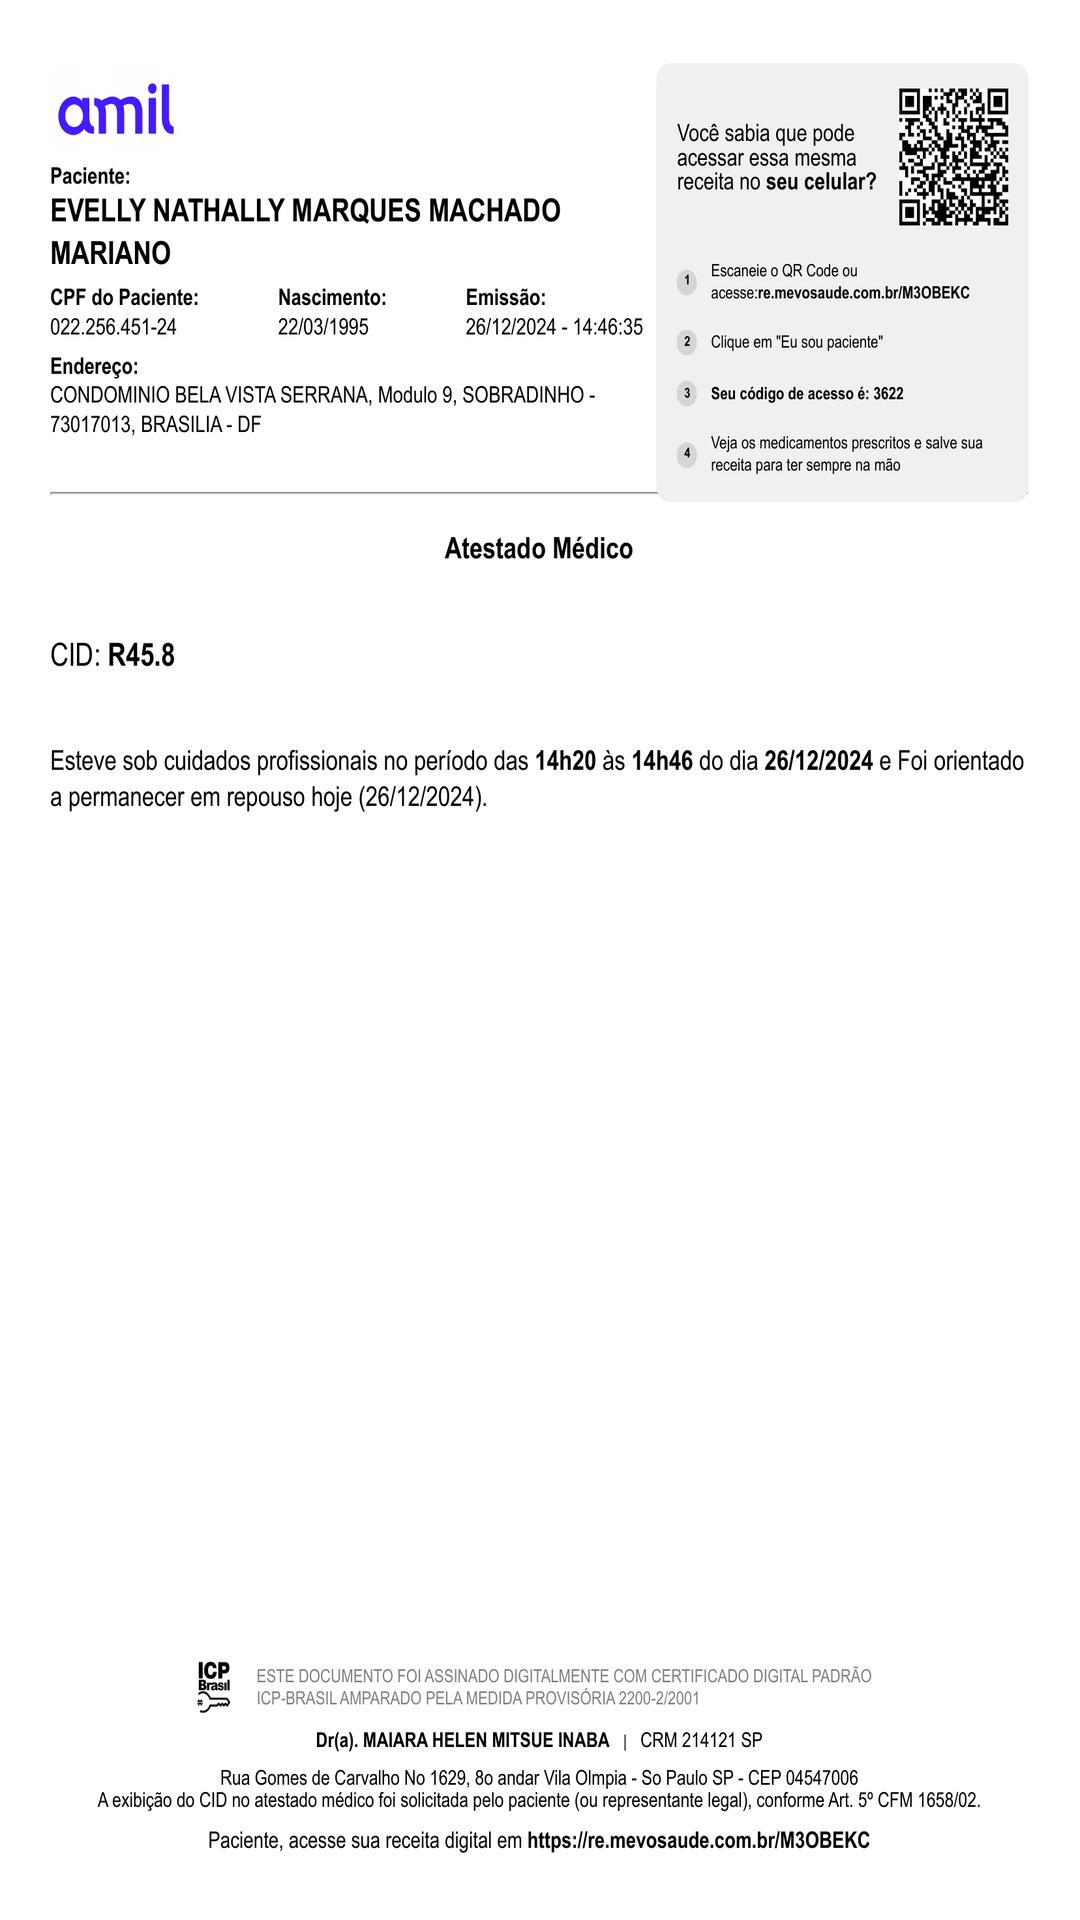 amil
Paciente:
EVELLY NATHALLY MARQUES MACHADO
MARIANO
CPF do Paciente: Nascimento: Emissão:
022.256.451-24 22/03/1995 26/12/2024 - 14:46:35
Endereço:
CONDOMINIO BELA VISTA SERRANA, Modulo 9, SOBRADINHO -
73017013, BRASILIA - DF
Você sabia que pode
acessar essa mesma
receita no seu celular?
1 Escaneie o QR Code ou
acesse:re.mevosaude.com.br/M3OBEKC
2 Clique em "Eu sou paciente"
3 Seu código de acesso é: 3622
4 Veja os medicamentos prescritos e salve sua
receita para ter sempre na mão
Atestado Médico
CID: R45.8
Esteve sob cuidados profissionais no período das 14h20 às 14h46 do dia 26/12/2024 e Foi orientado
a permanecer em repouso hoje (26/12/2024).
ICP
Brasil
ESTE DOCUMENTO FOI ASSINADO DIGITALMENTE COM CERTIFICADO DIGITAL PADRÃO
ICP-BRASIL AMPARADO PELA MEDIDA PROVISÓRIA 2200-2/2001
Dr(a). MAIARA HELEN MITSUE INABA | CRM 214121 SP
Rua Gomes de Carvalho No 1629, 8o andar Vila Olmpia - So Paulo SP - CEP 04547006
A exibição do CID no atestado médico foi solicitada pelo paciente (ou representante legal), conforme Art. 5º CFM 1658/02.
Paciente, acesse sua receita digital em https://re.mevosaude.com.br/M3OBEKC